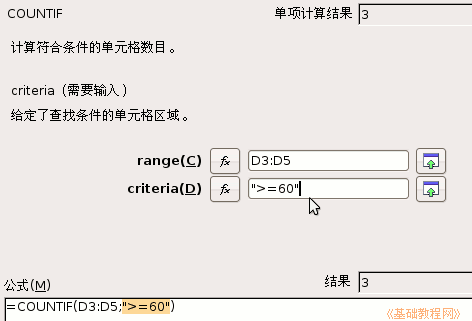 COUNTIF 单项计算结果 3
计算符合条件的单元格数目。
criteria (需要输入)
给定了查找条件的单元格区域。
range(C) fx D3:D5
criteria(D) fx ">=60"
公式(M) 结果 3
=COUNTIF(D3:D5;">=60")
《基础教程网》